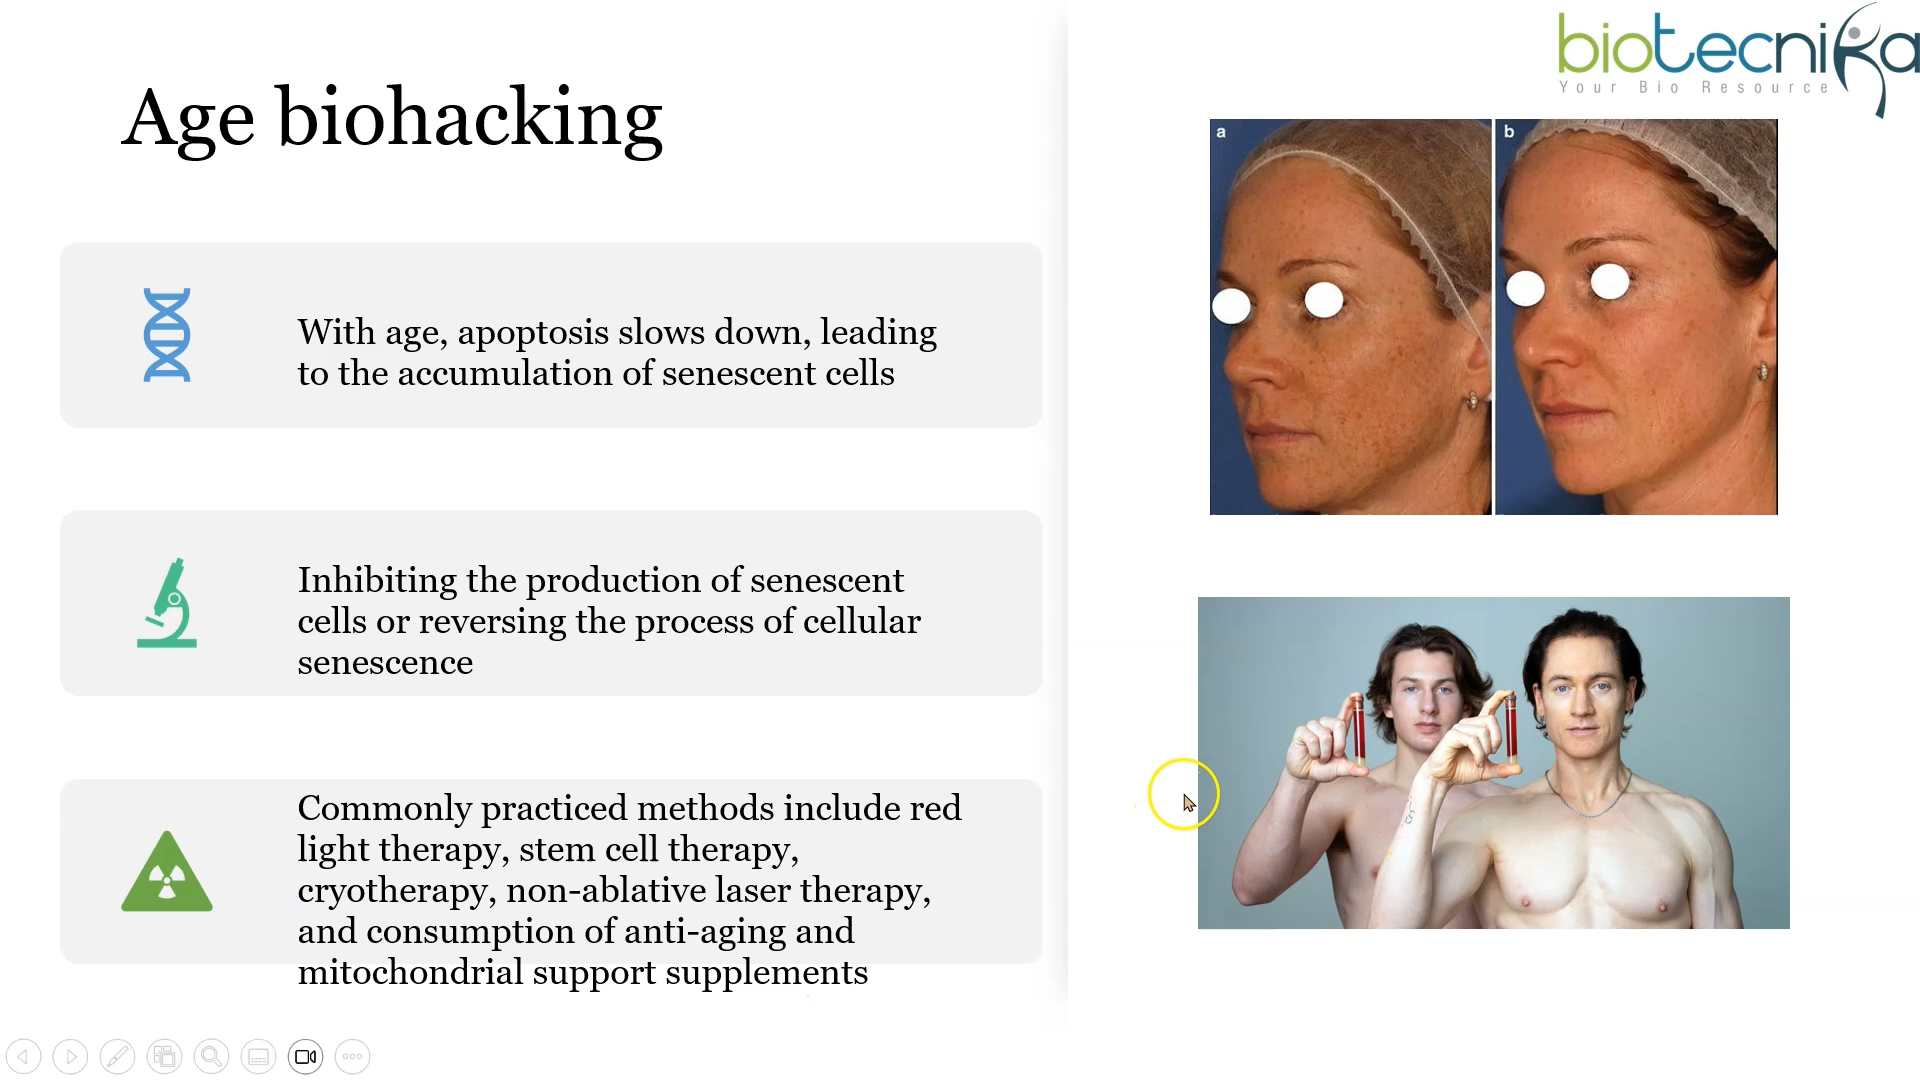 biotecnika
Your Bio Resource
Age biohacking
With age, apoptosis slows down, leading
to the accumulation of senescent cells
Inhibiting the production of senescent
cells or reversing the process of cellular
senescence
Commonly practiced methods include red
light therapy, stem cell therapy,
cryotherapy, non-ablative laser therapy,
and consumption of anti-aging and
mitochondrial support supplements
a
b